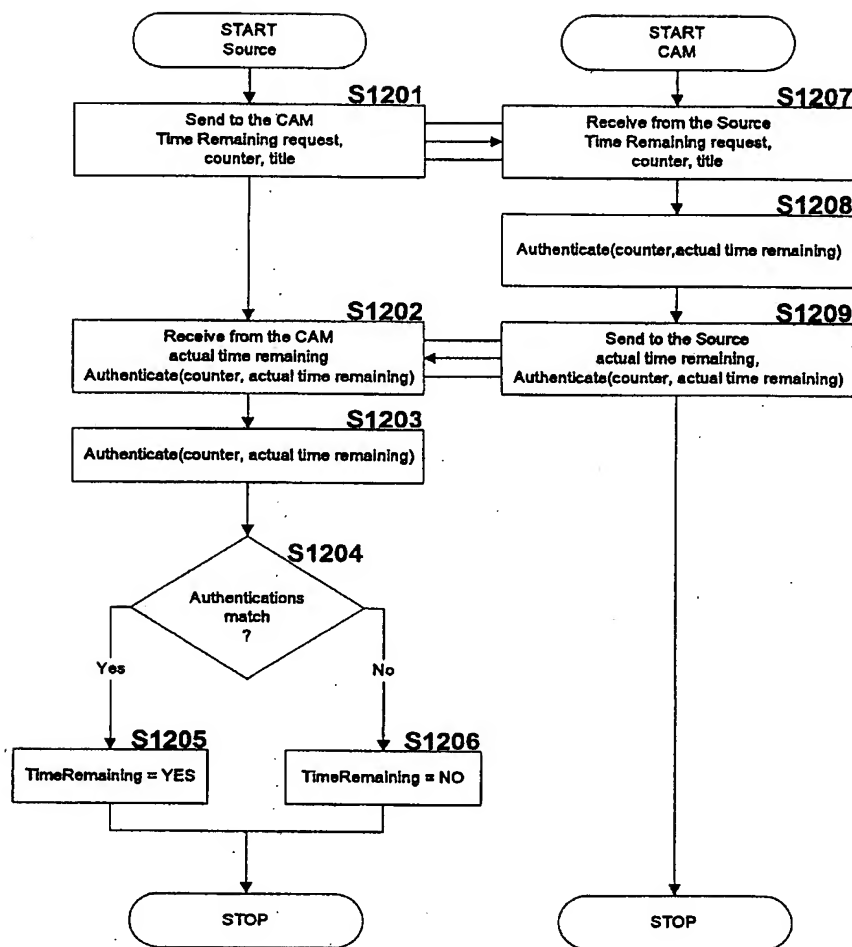 START
Source
START
CAM
S1201
Send to the CAM
Time Remaining request,
counter, title
S1207
Receive from the Source
Time Remaining request,
counter, title
S1208
Authenticate(counter,actual time remaining)
S1202
Receive from the CAM
actual time remaining
Authenticate(counter, actual time remaining)
S1209
Send to the Source
actual time remaining,
Authenticate(counter, actual time remaining)
S1203
Authenticate(counter, actual time remaining)
S1204
Authentications
match
?
Yes
No
S1205
TimeRemaining = YES
S1206
TimeRemaining = NO
STOP
STOP